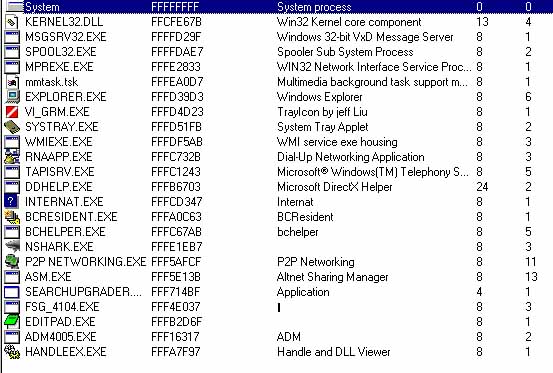 System FFFFFFFF System process 0 0
KERNEL32.DLL FFCFE67B Win32 Kernel core component 13 4
MSGSRV32.EXE FFFFD29F Windows 32-bit VxD Message Server 8 1
SPOOL32.EXE FFFFDAE7 Spooler Sub System Process 8 2
MPREXE.EXE FFFE2833 WIN32 Network Interface Service Proc... 8 2
mmtask.tsk FFFEA0D7 Multimedia background task support m... 8 1
EXPLORER.EXE FFFD39D3 Windows Explorer 8 6
VI_GRM.EXE FFFD4D23 TrayIcon by jeff Liu 8 1
SYSTRAY.EXE FFFD51FB System Tray Applet 8 2
WMIEXE.EXE FFFDF5AB WMI service exe housing 8 3
RNAAPP.EXE FFFC732B Dial-Up Networking Application 8 3
TAPISRV.EXE FFFC1243 Microsoft® Windows(TM) Telephony S... 8 5
DDHELP.EXE FFFB6703 Microsoft DirectX Helper 24 2
INTERNAT.EXE FFFCD347 Internat 8 1
BCRESIDENT.EXE FFFA0C63 BCResident 8 1
BCHELPER.EXE FFFC67AB bchelper 8 5
NSHARK.EXE FFFE1EB7 8 3
P2P NETWORKING.EXE FFF5AFCF P2P Networking 8 11
ASM.EXE FFF5E13B Altnet Sharing Manager 8 13
SEARCHUPGRADER.... FFF714BF Application 4 1
FSG_4104.EXE FFF4E037 8 3
EDITPAD.EXE FFFB2D6F 8 1
ADM4005.EXE FFF16317 ADM 8 2
HANDLEEX.EXE FFFA7F97 Handle and DLL Viewer 8 1